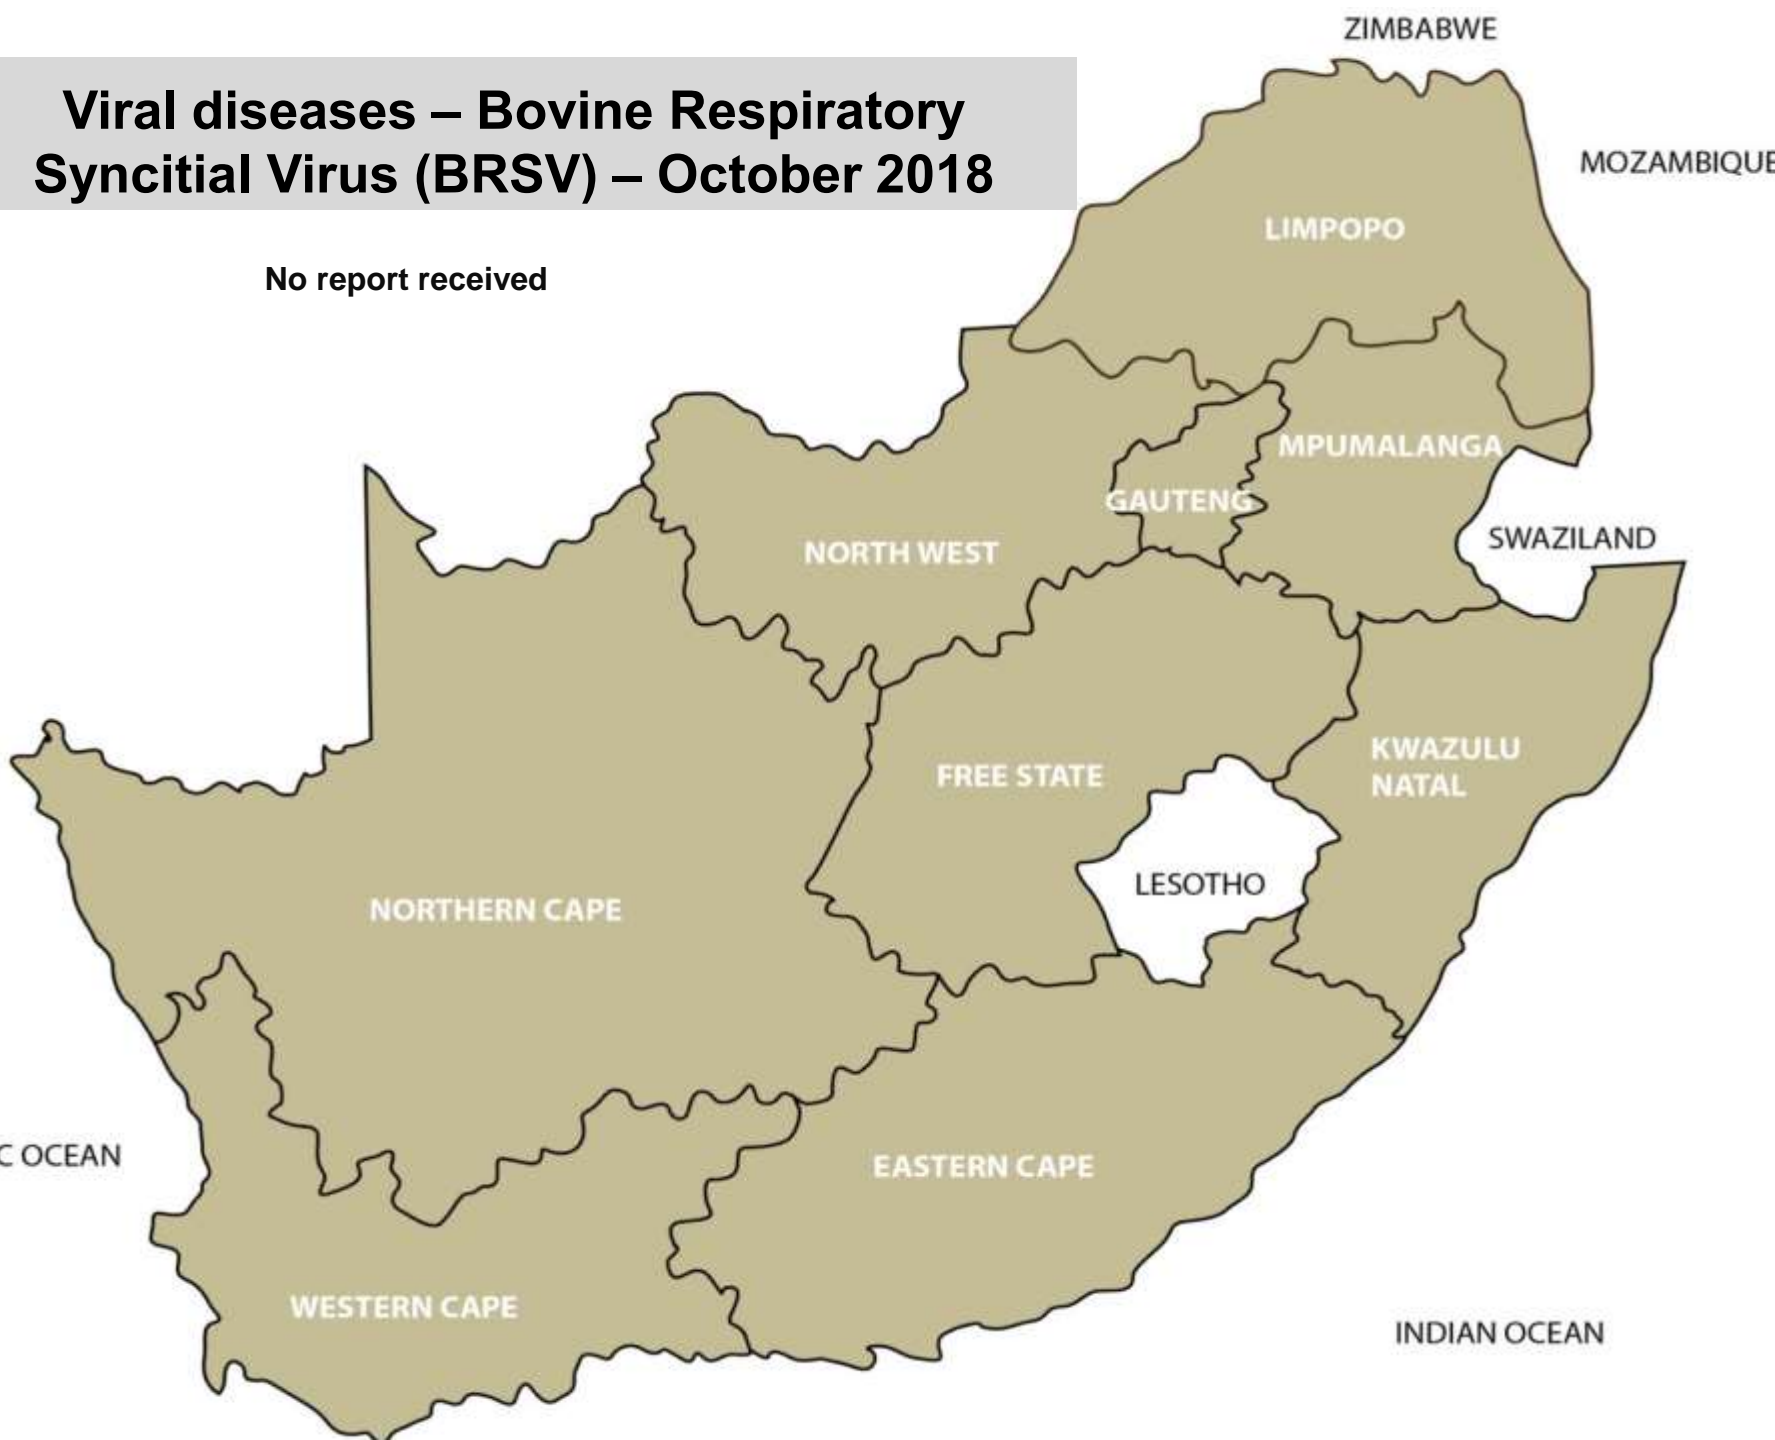 ZIMBABWE
Viral diseases – Bovine Respiratory
Syncitial Virus (BRSV) – October 2018
MOZAMBIQUE
LIMPOPO
No report received
MPUMALANGA
GAUTENG
SWAZILAND
NORTH WEST
KWAZULU
NATAL
FREE STATE
LESOTHO
NORTHERN CAPE
C OCEAN
EASTERN CAPE
WESTERN CAPE
INDIAN OCEAN